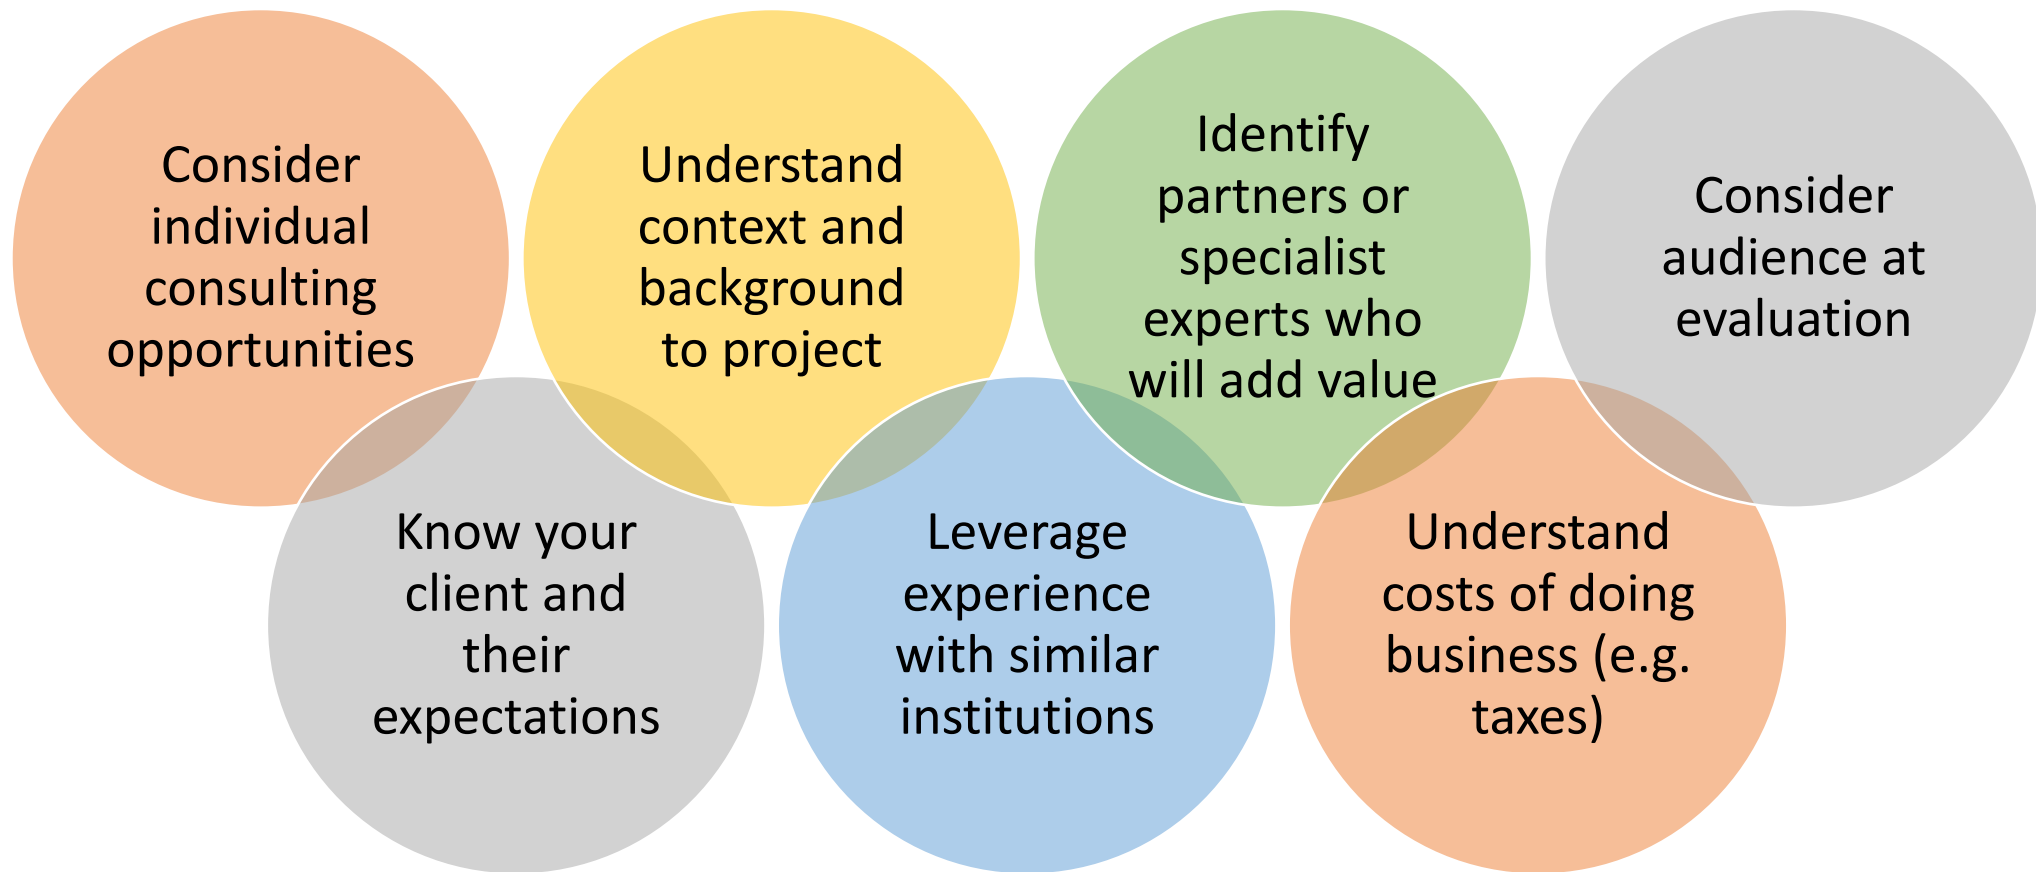 Consider
individual
consulting
opportunities
Know your
client and
their
expectations
Understand
context and
background
to project
Leverage
experience
with similar
institutions
Identify
partners or
specialist
experts who
will add value
Understand
costs of doing
business (e.g.
taxes)
Consider
audience at
evaluation